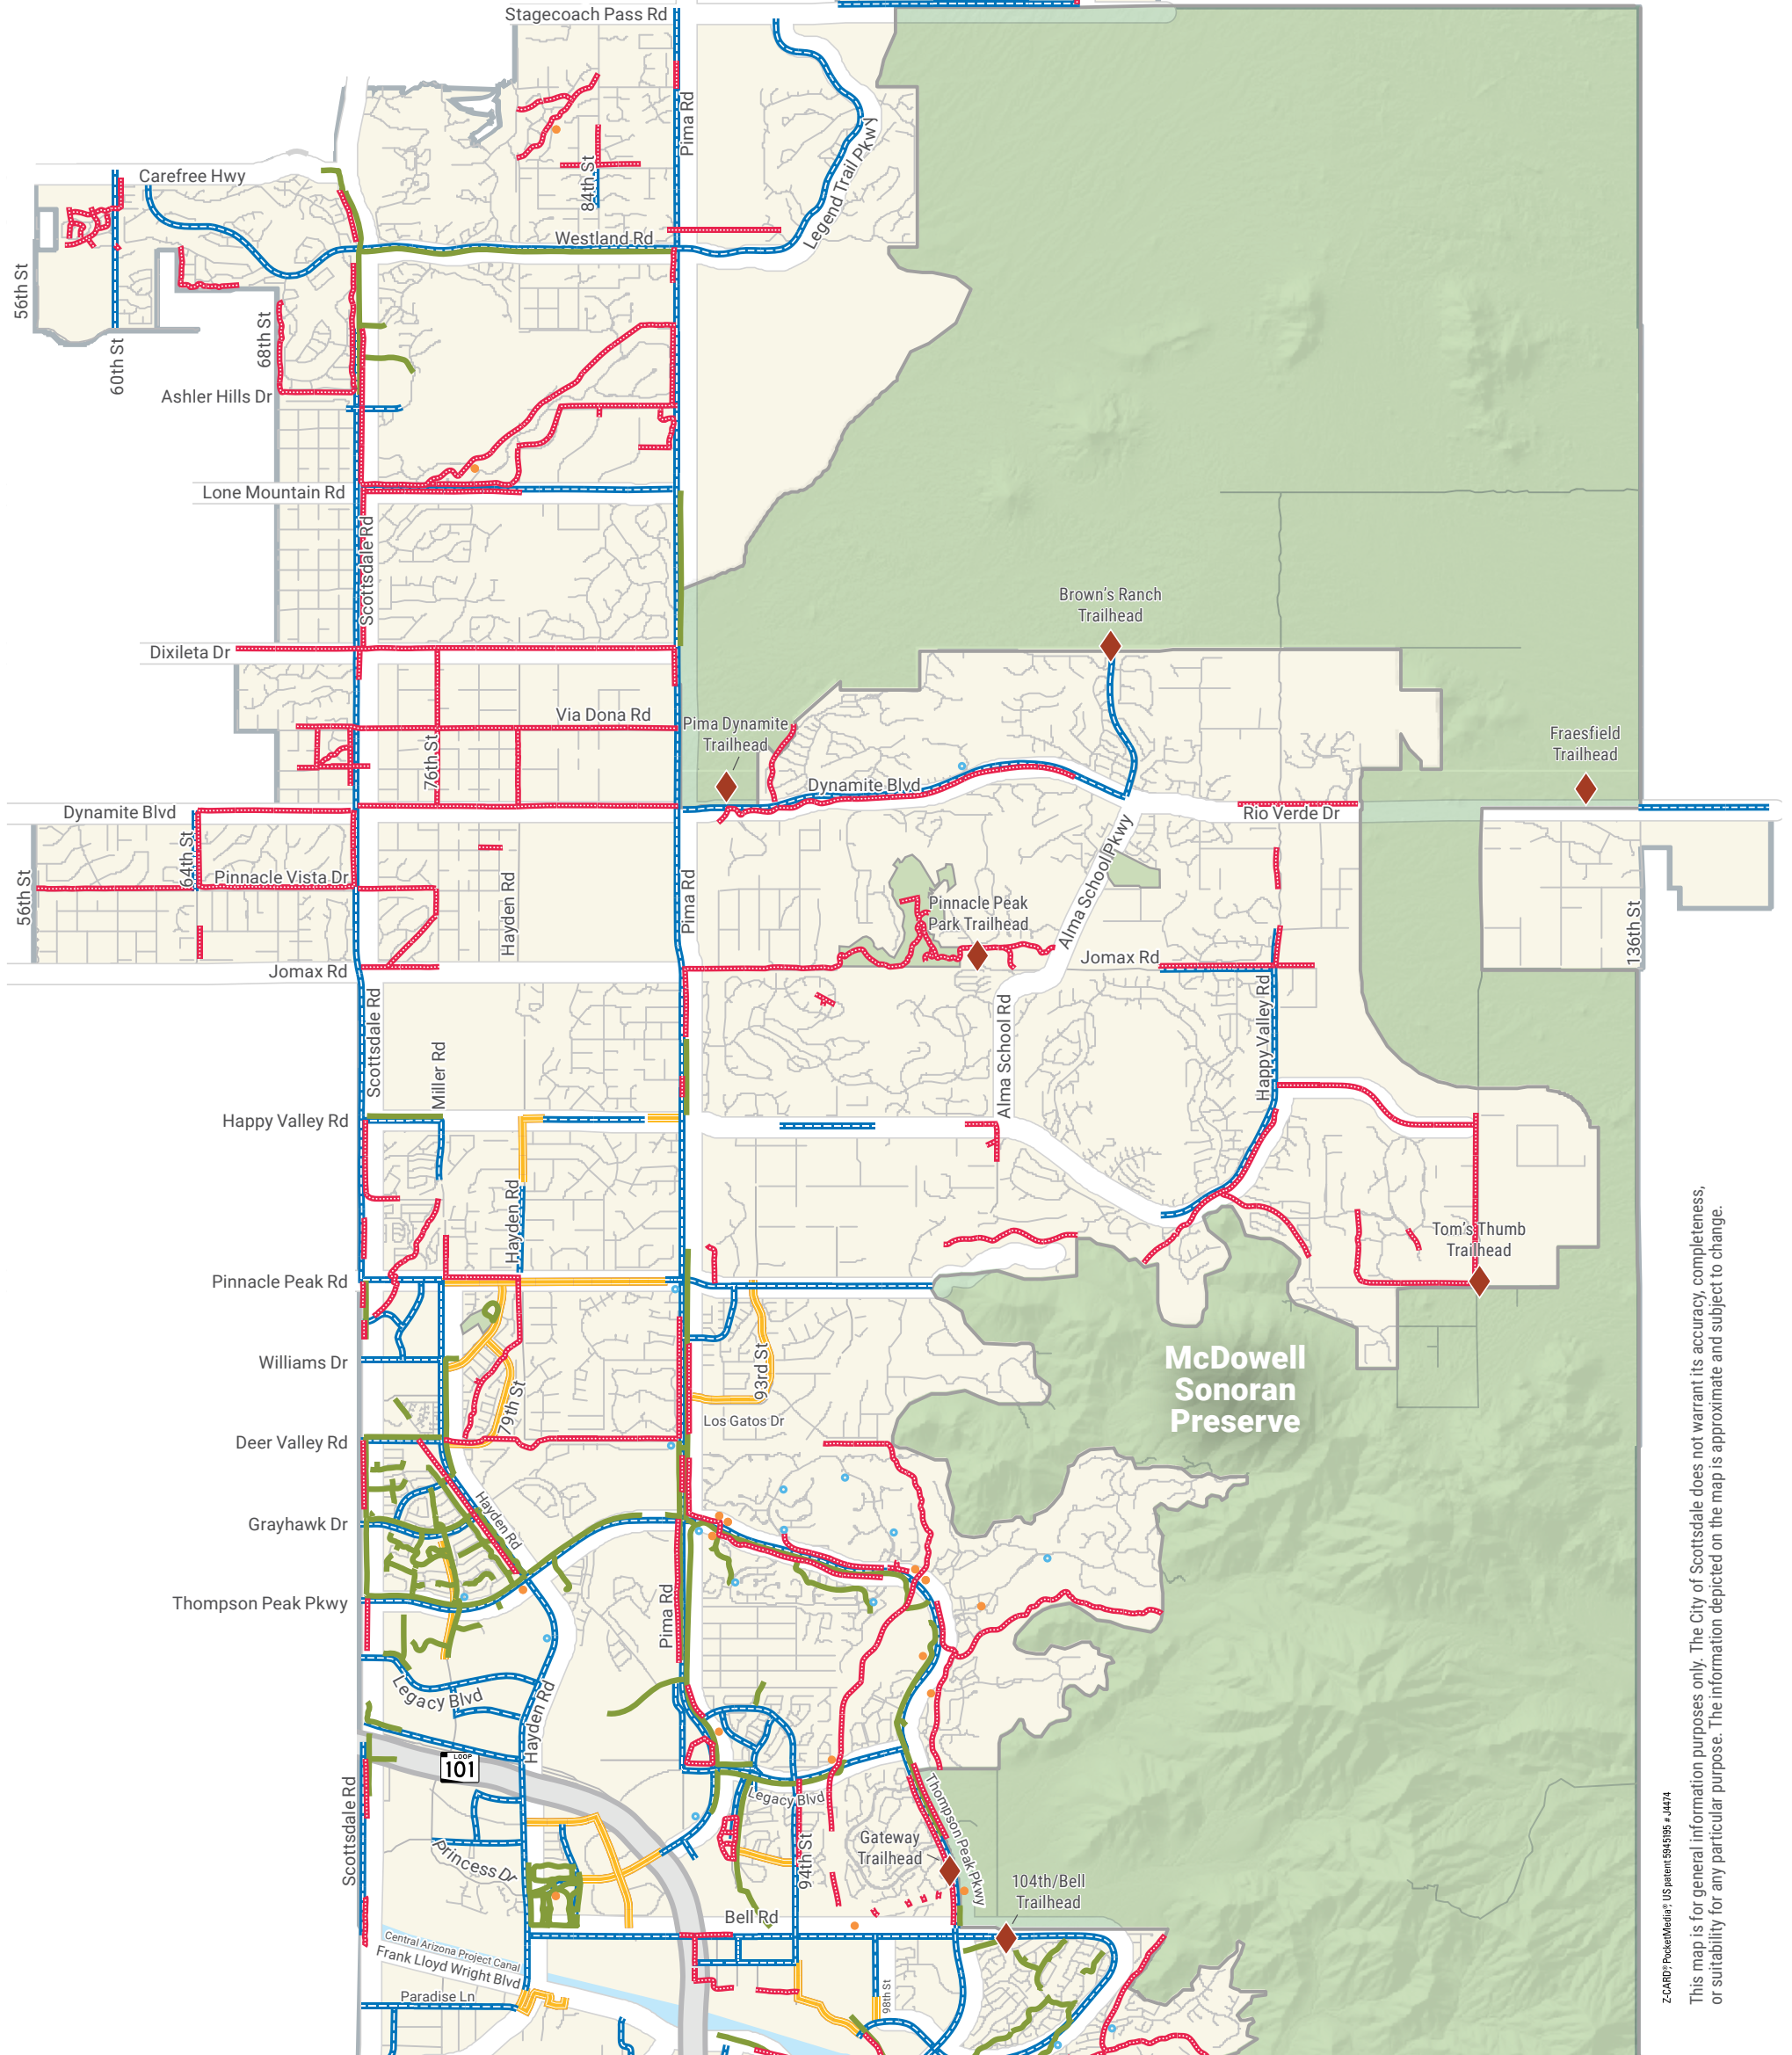 Stagecoach Pass Rd
Pima Rd
Legend Trail Pkwy
Carefree Hwy
84th St
Westland Rd
56th St
60th St
68th St
Ashler Hills Dr
Lone Mountain Rd
Scottsdale Rd
Brown's Ranch
Trailhead
Dixileta Dr
Via Dona Rd
76th St
Pima Dynamite
Trailhead
Fraesfield
Trailhead
Dynamite Blvd
Dynamite Blvd
Rio Verde Dr
64th St
Pinnacle Vista Dr
56th St
Hayden Rd
Pima Rd
Alma School Pkwy
Pinnacle Peak
Park Trailhead
136th St
Jomax Rd
Jomax Rd
Scottsdale Rd
Miller Rd
Alma School Rd
Happy Valley Rd
Happy Valley Rd
Hayden Rd
Tom's Thumb
Trailhead
Pinnacle Peak Rd
Williams Dr
93rd St
79th St
McDowell
Sonoran
Preserve
Los Gatos Dr
Deer Valley Rd
Hayden Rd
Grayhawk Dr
Thompson Peak Pkwy
Pima Rd
Legacy Blvd
Hayden Rd
LOOP
101
Scottsdale Rd
Legacy Blvd
Thompson Peak Pkwy
Gateway
Trailhead
Princess Dr
94th St
104th/Bell
Trailhead
Bell Rd
Central Arizona Project Canal
Frank Lloyd Wright Blvd
Paradise Ln
98th St
Z-CARD®, PocketMedia®, US patent 5945195 # J4474
This map is for general information purposes only. The City of Scottsdale does not warrant its accuracy, completeness,
or suitability for any particular purpose. The information depicted on the map is approximate and subject to change.